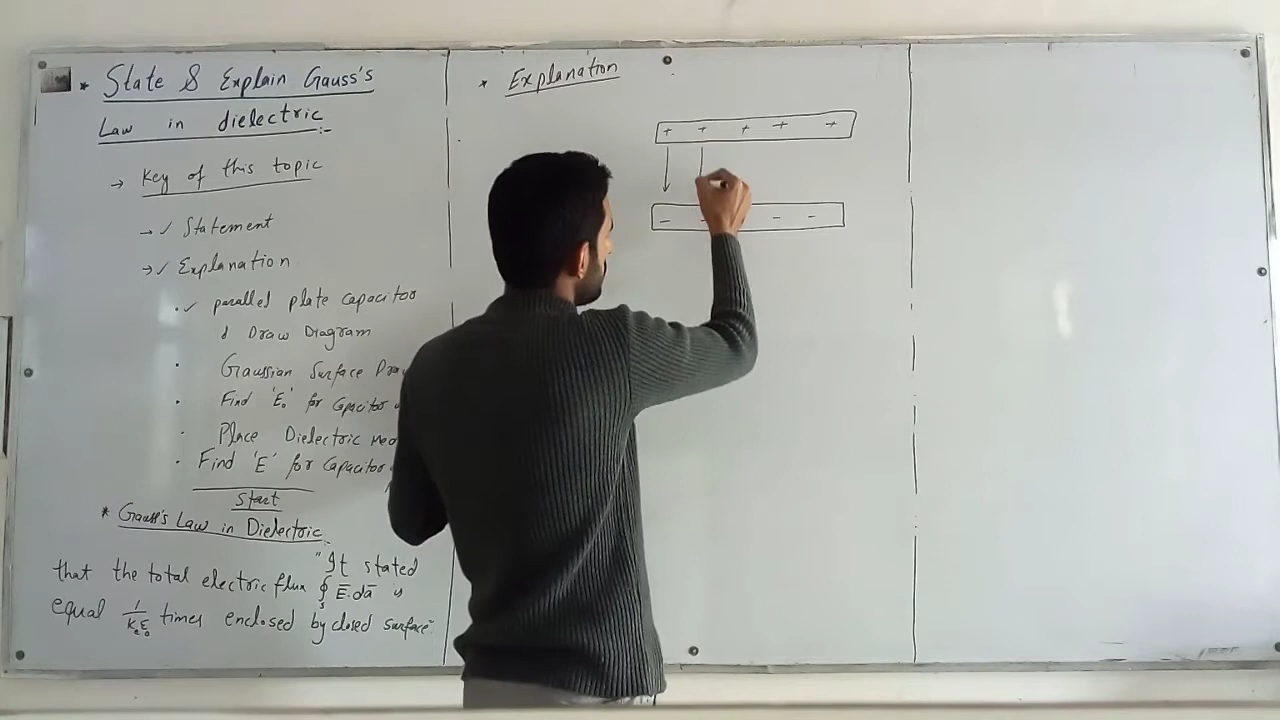 * State & Explain Gauss's
Law in dielectric :-
→ Key of this topic
→ ✓ Statement
→ ✓ Explanation
• ✓ parallel plate Capacitor
& Draw Diagram
• Gaussian Surface
• Find 'E₀' for Capacitor
• Place Dielectric
• Find 'E' for Capacitor
Start
* Gauss's Law in Dielectric :-
"It stated
that the total electric flux ∮s E̅.da̅ is
equal 1/Keε₀ times enclosed by closed surface"
* Explanation
+ + + + +
- - - -